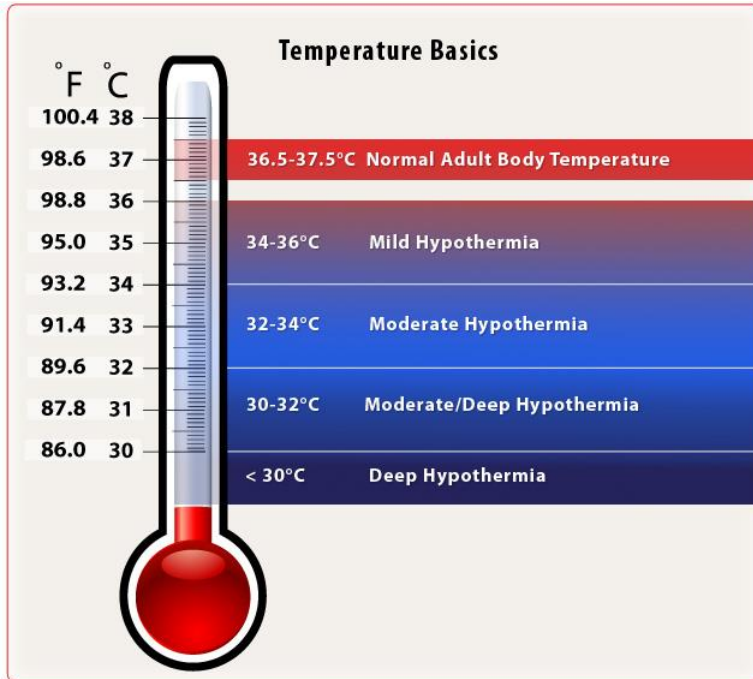 Temperature Basics
°F °C
100.4 38
98.6 37
36.5-37.5°C Normal Adult Body Temperature
98.8 36
95.0 35
34-36°C Mild Hypothermia
93.2 34
91.4 33
32-34°C Moderate Hypothermia
89.6 32
87.8 31
30-32°C Moderate/Deep Hypothermia
86.0 30
< 30°C Deep Hypothermia